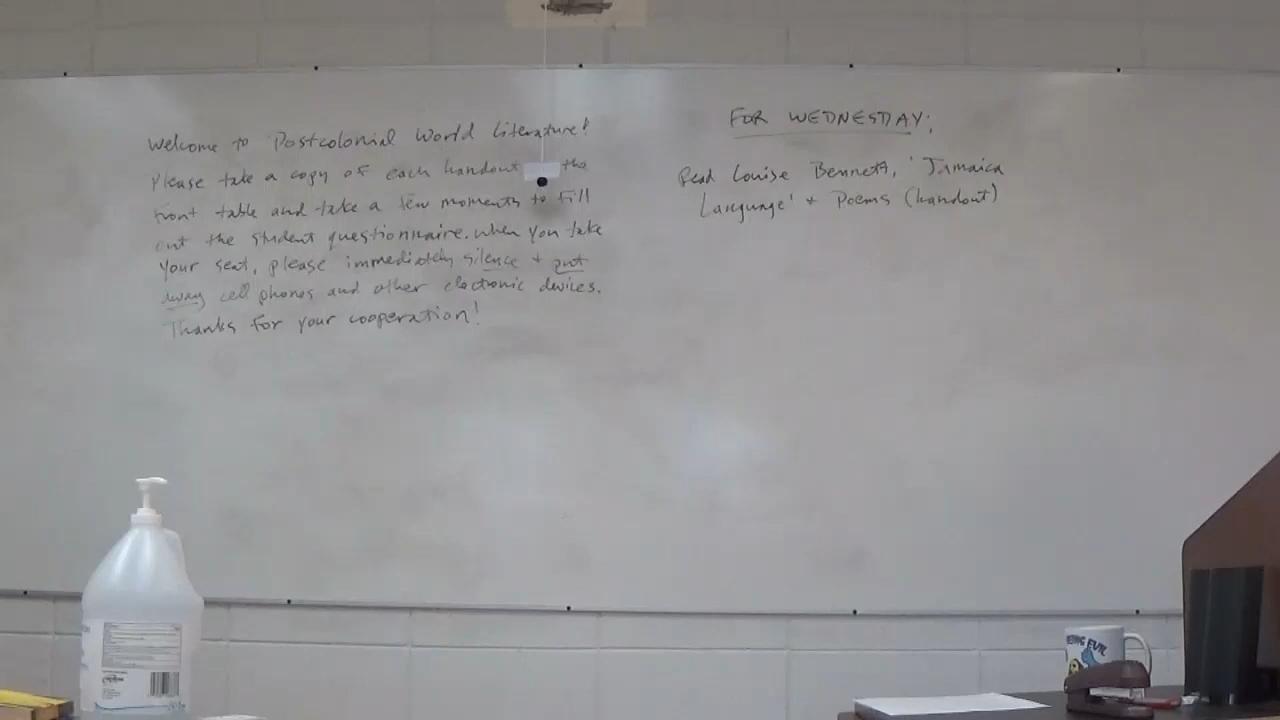 Welcome to Postcolonial World Literature!
Please take a copy of each handout the
front table and take a few moments to fill
out the student questionnaire. When you take
your seat, please immediately silence + put
away cell phones and other electronic devices.
Thanks for your cooperation!
FOR WEDNESDAY:
Read Louise Bennett, 'Jamaica
Language' + Poems (handout)
EVIL